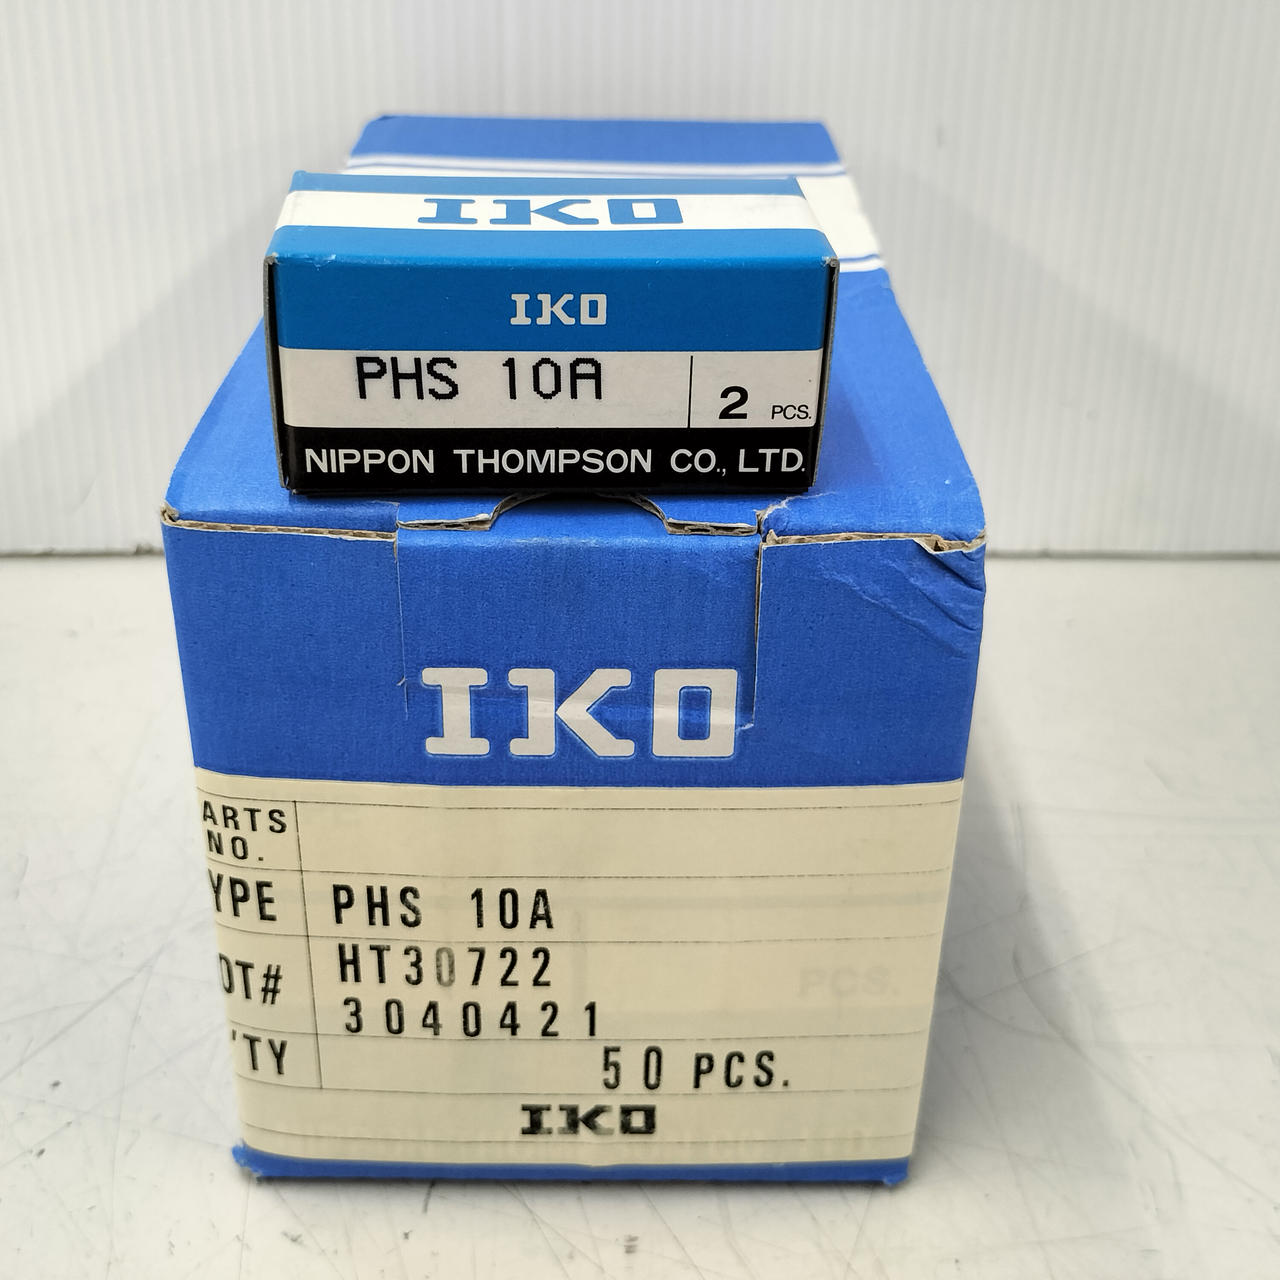 IKO
IKO
PHS 10A
2 PCS.
NIPPON THOMPSON CO., LTD.
IKO
ARTS
NO.
YPE PHS 10A
OT# HT30722
3040421
'TY 50 PCS.
IKO
PCS.